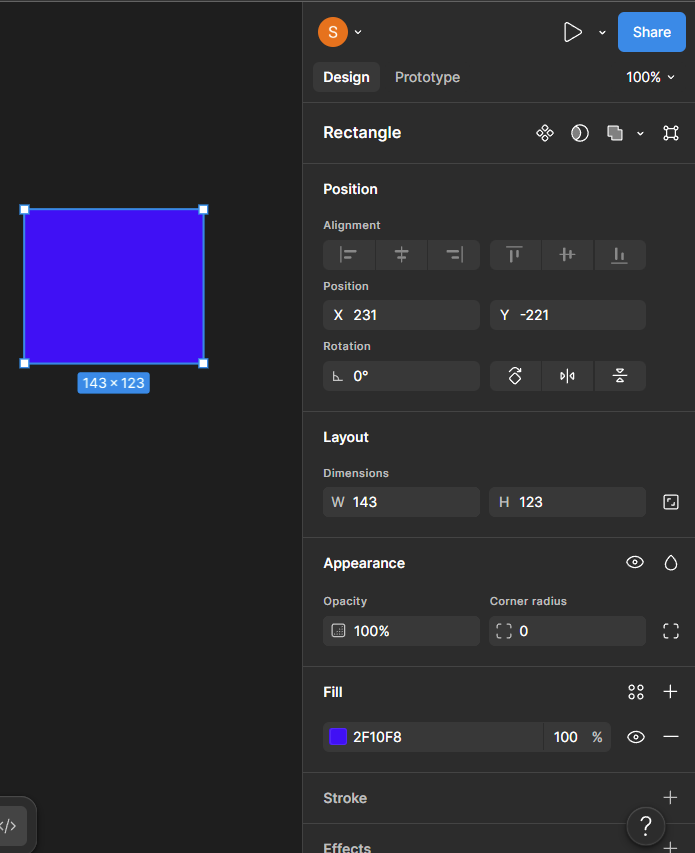 S
Share
Design Prototype 100%
Rectangle
Position
Alignment
Position
X 231 Y -221
Rotation
0°
143 × 123
Layout
Dimensions
W 143 H 123
Appearance
Opacity Corner radius
100% 0
Fill
2F10F8 100 %
Stroke
</>
?
Effects